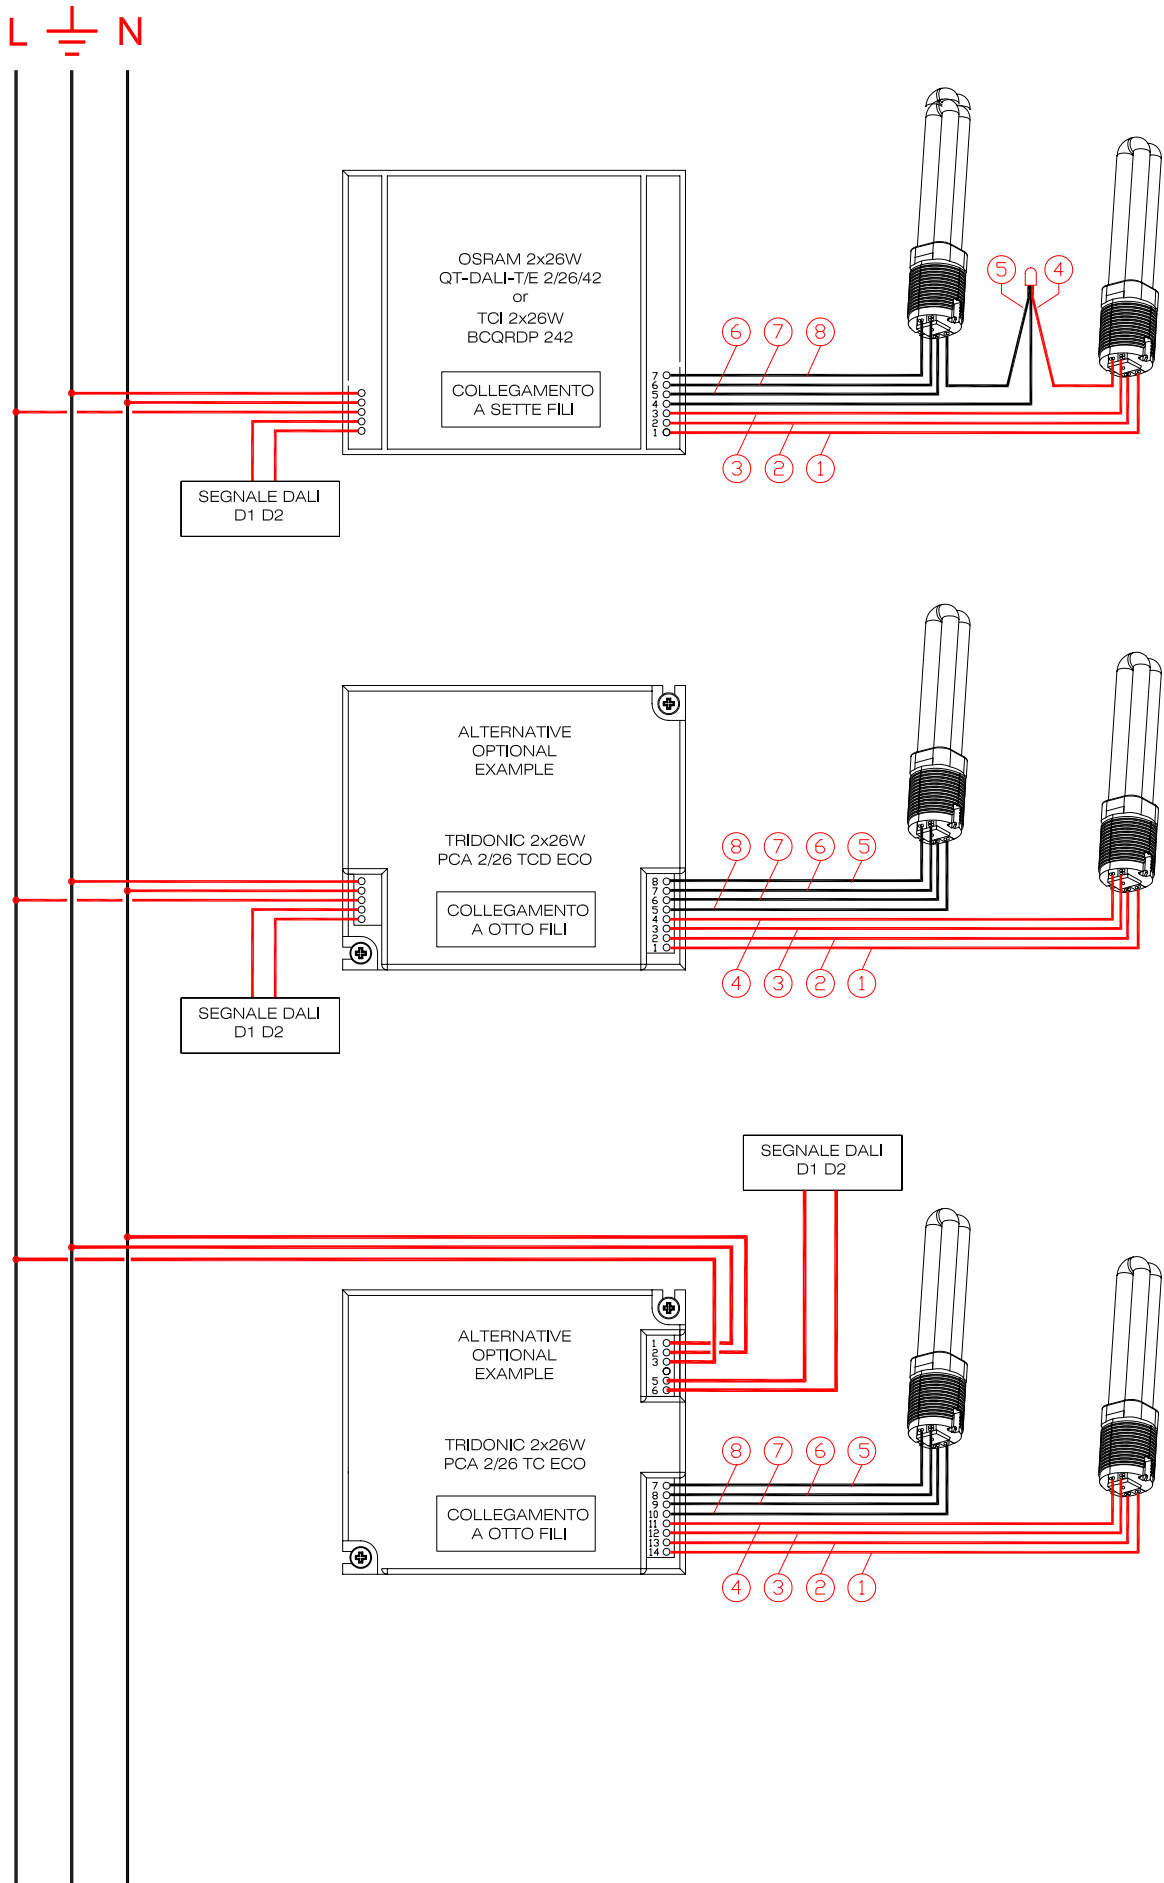 L N
OSRAM 2x26W
QT-DALI-T/E 2/26/42
or
TCI 2x26W
BCQRDP 242
COLLEGAMENTO
A SETTE FILI
7
6
5
4
3
2
1
6 7 8
5 4
3 2 1
SEGNALE DALI
D1 D2
ALTERNATIVE
OPTIONAL
EXAMPLE
TRIDONIC 2x26W
PCA 2/26 TCD ECO
COLLEGAMENTO
A OTTO FILI
8
7
6
5
4
3
2
1
8 7 6 5
4 3 2 1
SEGNALE DALI
D1 D2
SEGNALE DALI
D1 D2
ALTERNATIVE
OPTIONAL
EXAMPLE
1
2
3
5
6
TRIDONIC 2x26W
PCA 2/26 TC ECO
COLLEGAMENTO
A OTTO FILI
7
8
9
10
11
12
13
14
8 7 6 5
4 3 2 1